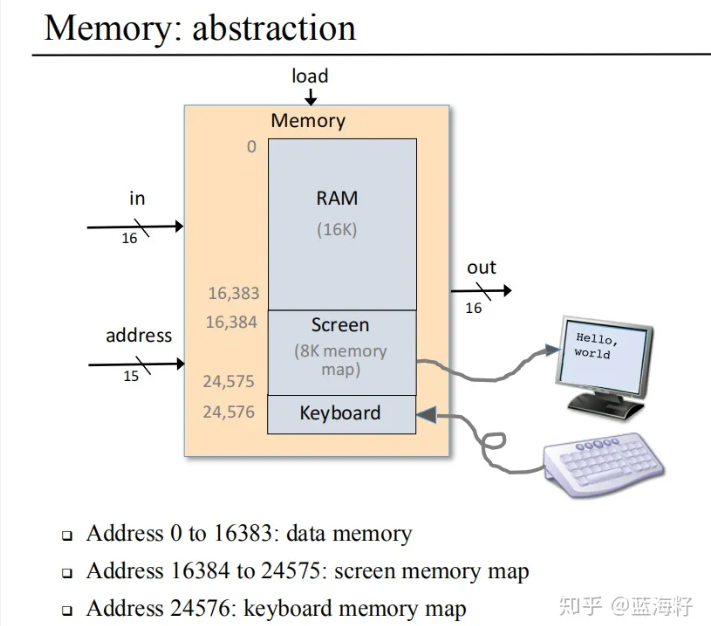 Memory: abstraction
load
Memory
0
RAM
(16K)
in
16
16,383
out
16
16,384
Screen
(8K memory
map)
address
15
24,575
24,576
Keyboard
Hello,
world
❑ Address 0 to 16383: data memory
❑ Address 16384 to 24575: screen memory map
❑ Address 24576: keyboard memory map
知乎 @蓝海籽